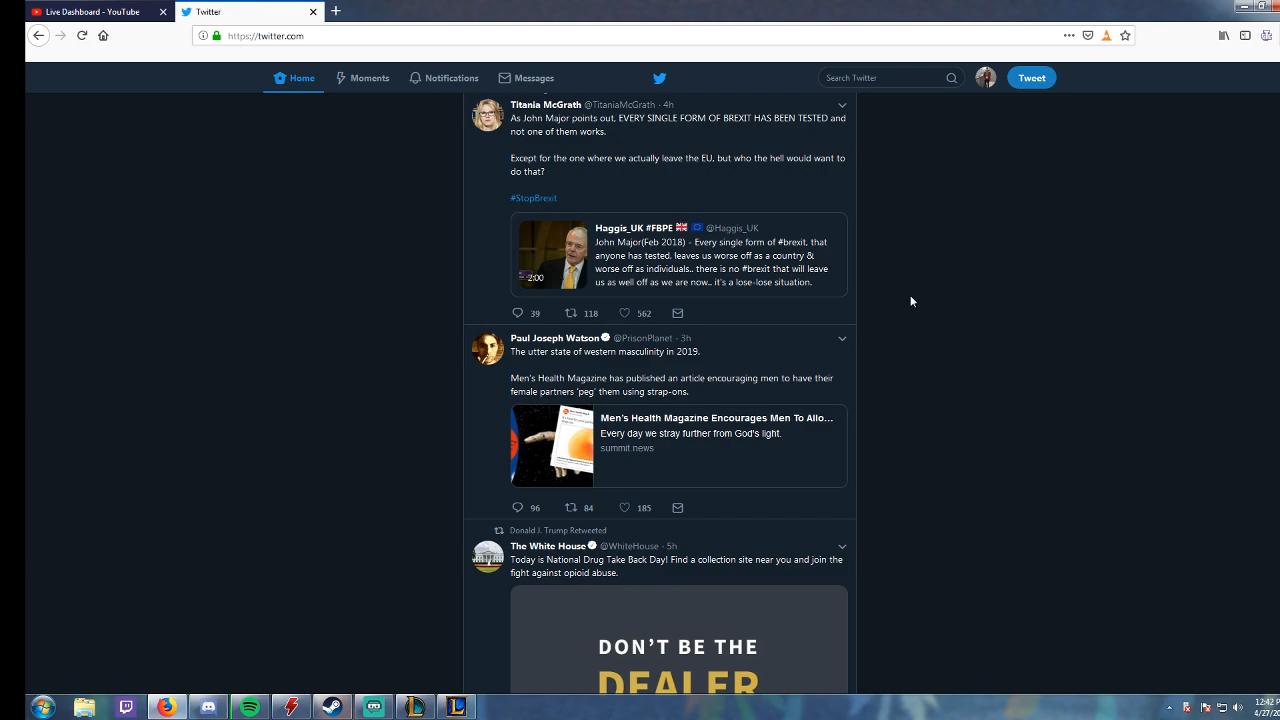 Live Dashboard - YouTube
Twitter
https://twitter.com
Home
Moments
Notifications
Messages
Search Twitter
Tweet
Titania McGrath @TitaniaMcGrath · 4h
As John Major points out, EVERY SINGLE FORM OF BREXIT HAS BEEN TESTED and
not one of them works.
Except for the one where we actually leave the EU, but who the hell would want to
do that?
#StopBrexit
Haggis_UK #FBPE @Haggis_UK
John Major(Feb 2018) - Every single form of #brexit, that
anyone has tested, leaves us worse off as a country &
worse off as individuals.. there is no #brexit that will leave
us as well off as we are now.. it's a lose-lose situation.
2:00
39
118
562
Paul Joseph Watson @PrisonPlanet · 3h
The utter state of western masculinity in 2019.
Men's Health Magazine has published an article encouraging men to have their
female partners 'peg' them using strap-ons.
Men's Health Magazine Encourages Men To Allo...
Every day we stray further from God's light.
summit.news
96
84
185
Donald J. Trump Retweeted
The White House @WhiteHouse · 5h
Today is National Drug Take Back Day! Find a collection site near you and join the
fight against opioid abuse.
DON'T BE THE
DEALER
12:42 P
4/27/20